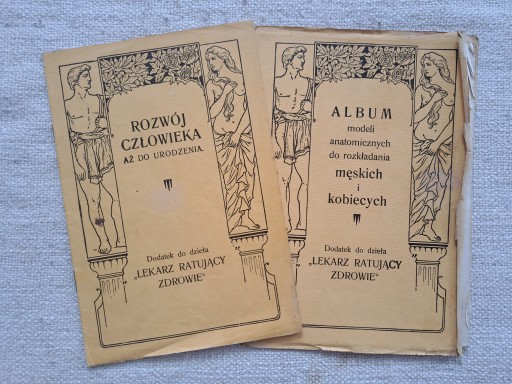 ROZWÓJ
CZŁOWIEKA
AŻ DO URODZENIA.
Dodatek do dzieła
„LEKARZ RATUJĄCY
ZDROWIE“
ALBUM
modeli
anatomicznych
do rozkładania
męskich
i
kobiecych
Dodatek do dzieła
„LEKARZ RATUJĄCY
ZDROWIE“